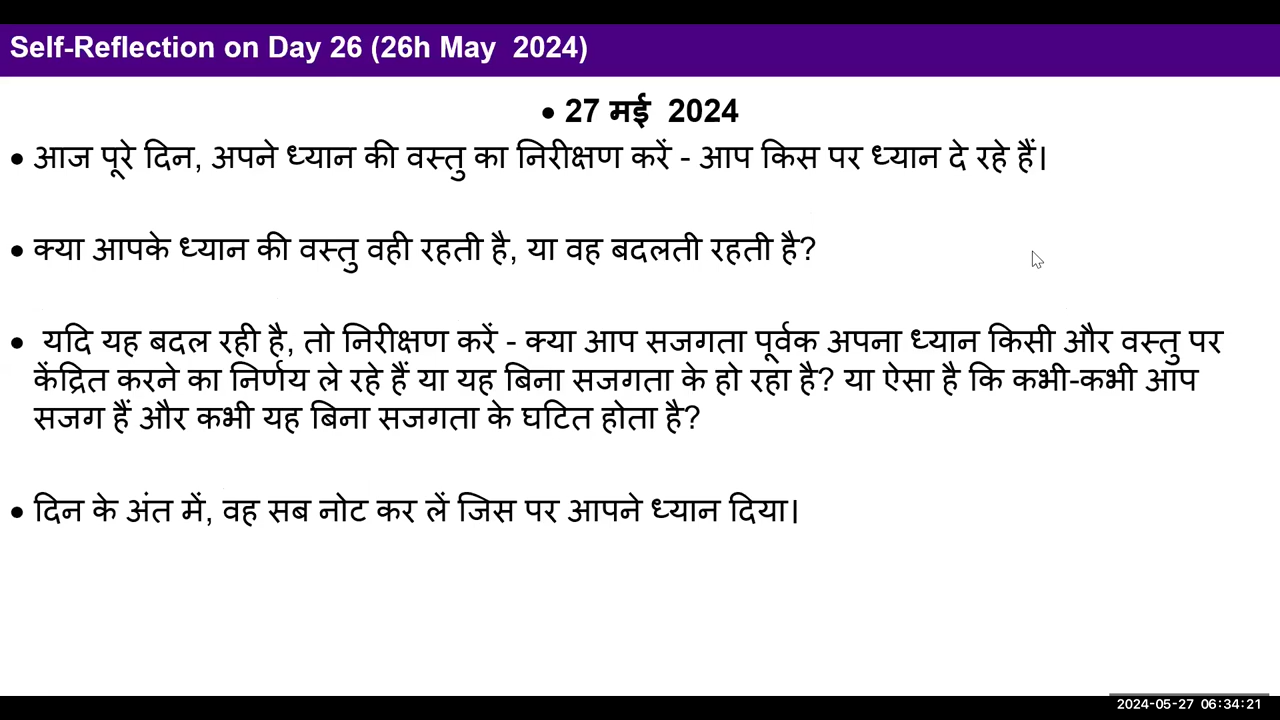 Self-Reflection on Day 26 (26h May 2024)
• 27 मई 2024
• आज पूरे दिन, अपने ध्यान की वस्तु का निरीक्षण करें - आप किस पर ध्यान दे रहे हैं।
• क्या आपके ध्यान की वस्तु वही रहती है, या वह बदलती रहती है?
• यदि यह बदल रही है, तो निरीक्षण करें - क्या आप सजगता पूर्वक अपना ध्यान किसी और वस्तु पर
केंद्रित करने का निर्णय ले रहे हैं या यह बिना सजगता के हो रहा है? या ऐसा है कि कभी-कभी आप
सजग हैं और कभी यह बिना सजगता के घटित होता है?
• दिन के अंत में, वह सब नोट कर लें जिस पर आपने ध्यान दिया।
2024-05-27 06:34:21